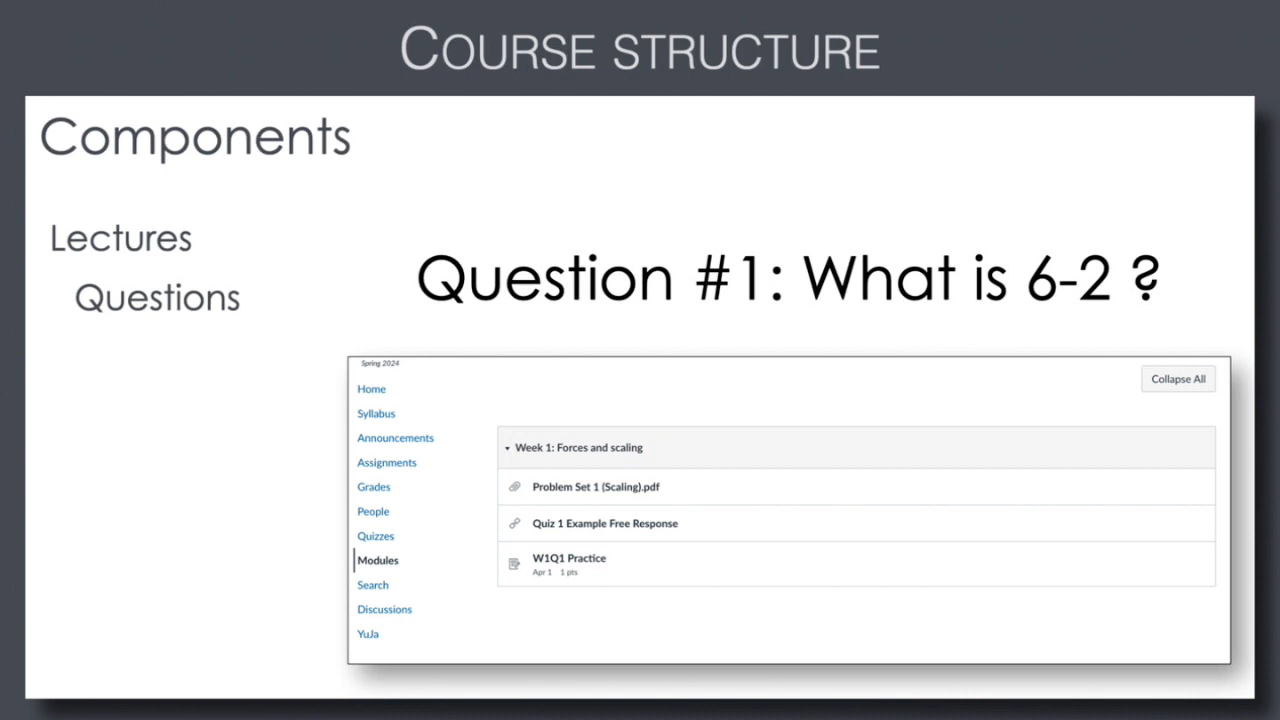 COURSE STRUCTURE
Components
Lectures
Questions
Question #1: What is 6-2 ?
Spring 2024
Collapse All
Home
Syllabus
Announcements
Assignments
Grades
People
Quizzes
Modules
Search
Discussions
YuJa
Week 1: Forces and scaling
Problem Set 1 (Scaling).pdf
Quiz 1 Example Free Response
W1Q1 Practice
Apr 1 1 pts